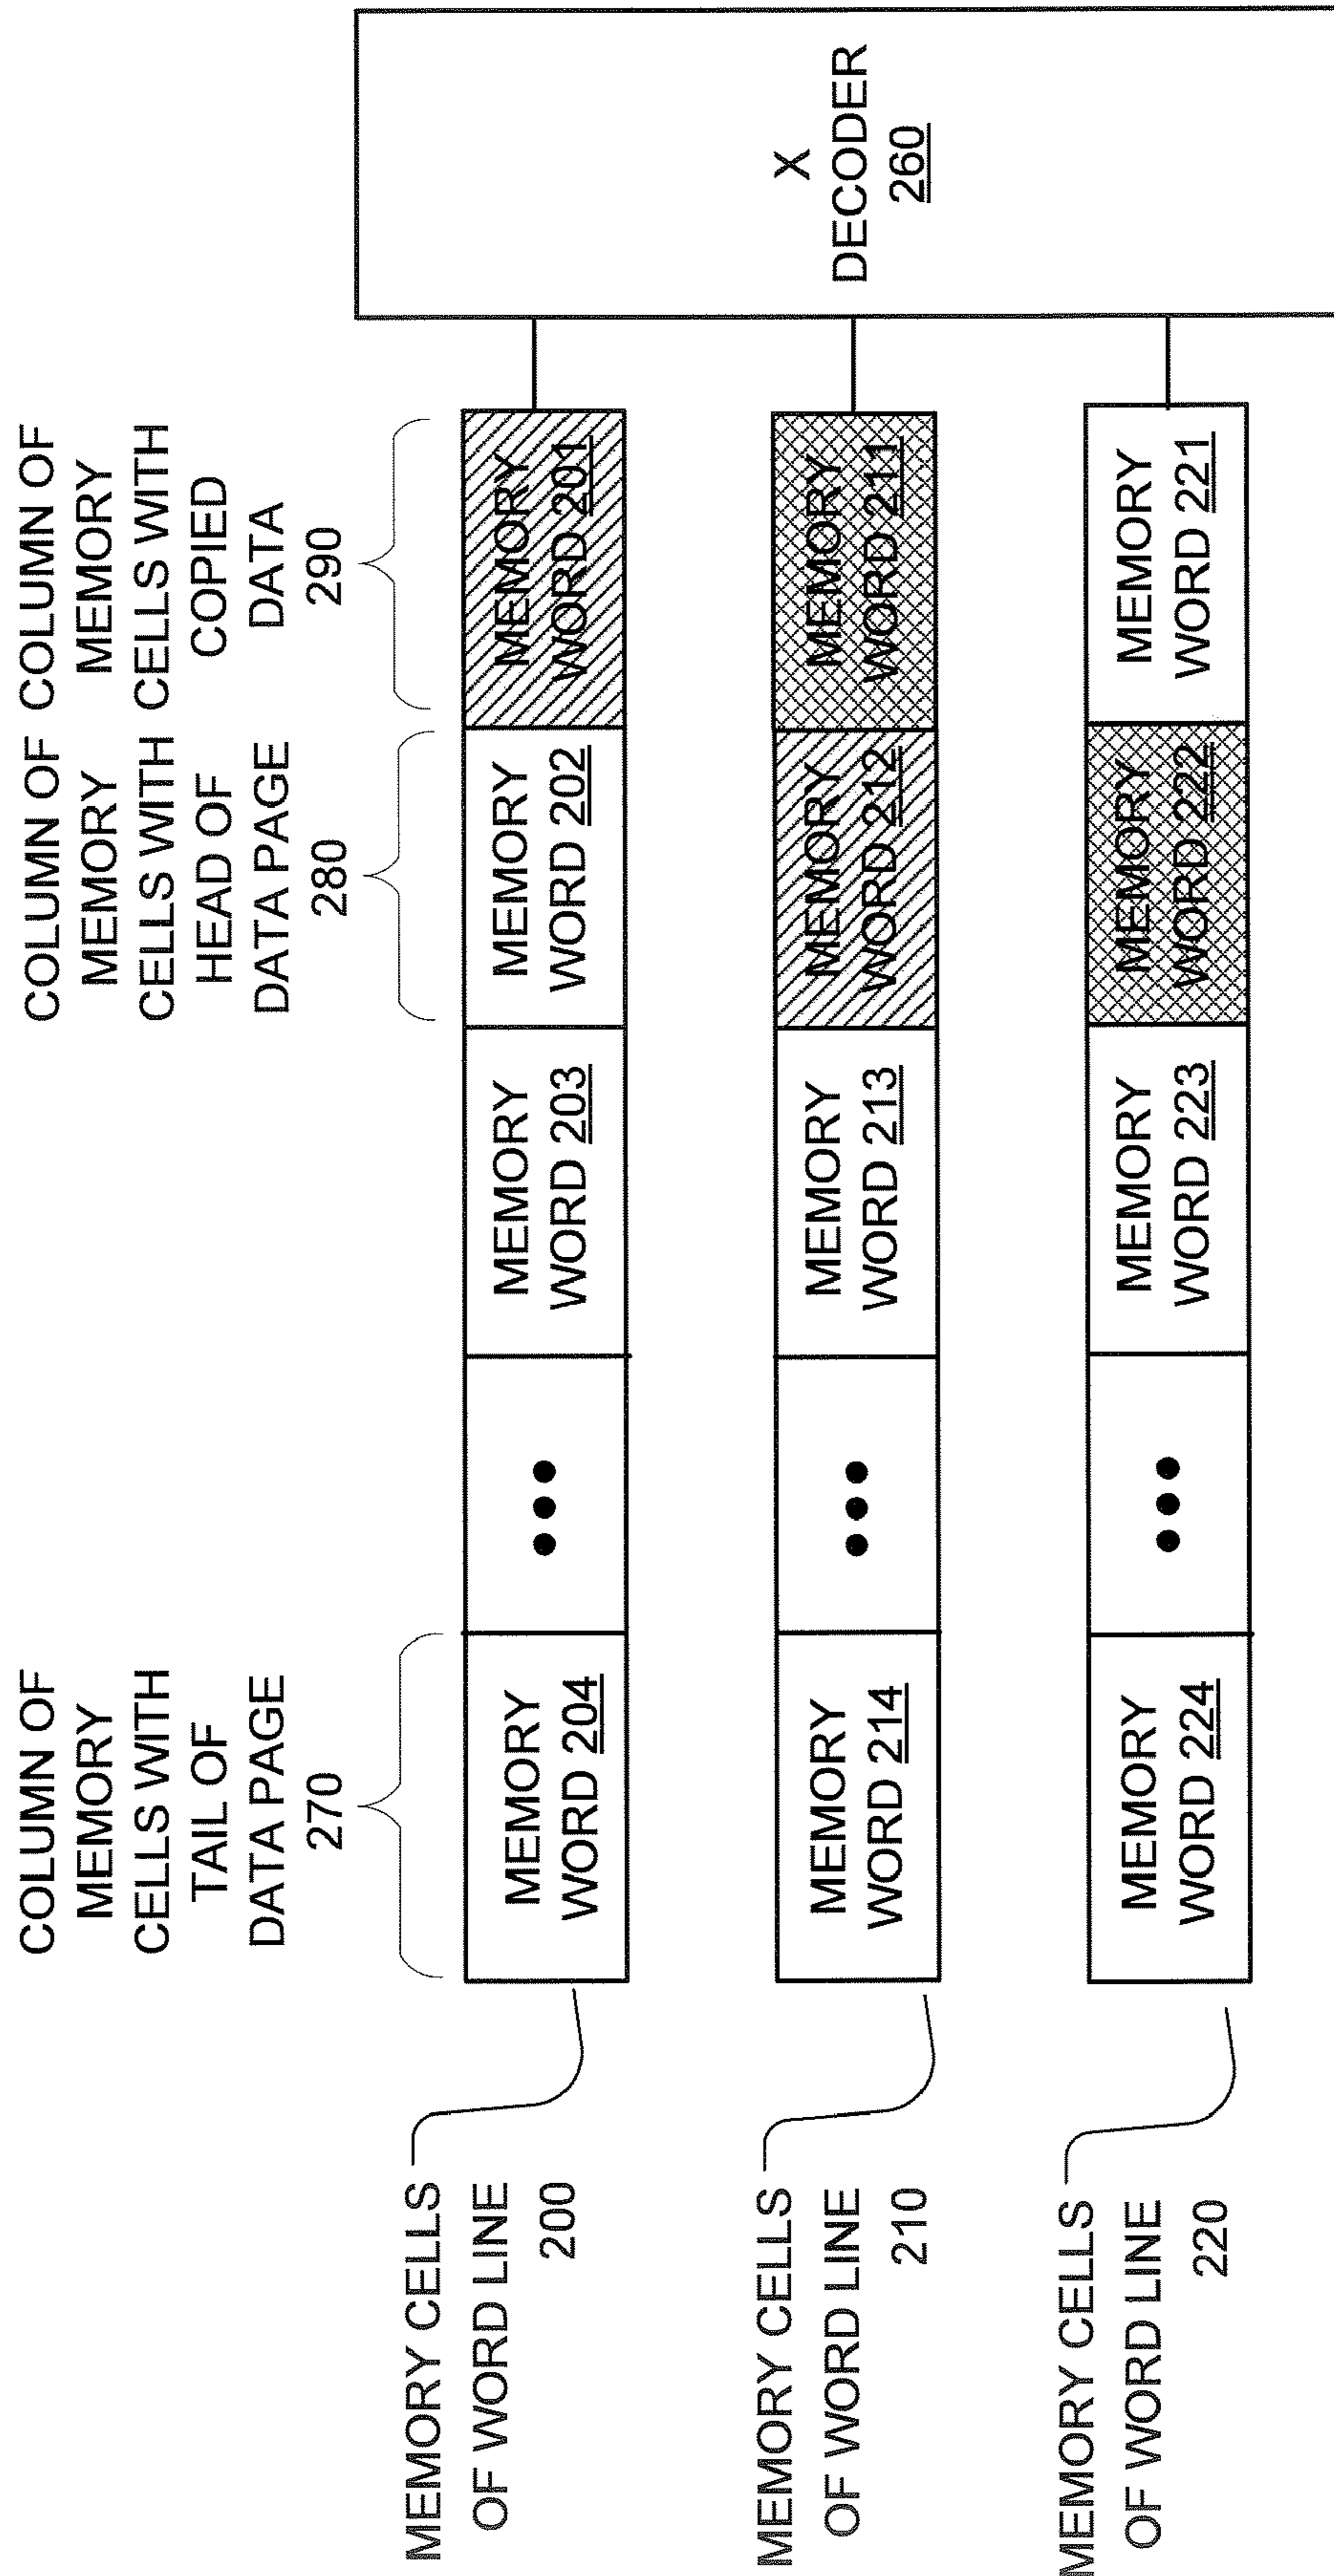 COLUMN OF
MEMORY
CELLS WITH
TAIL OF
DATA PAGE
270
COLUMN OF
MEMORY
CELLS WITH
HEAD OF
DATA PAGE
280
COLUMN OF
MEMORY
CELLS WITH
COPIED
DATA
290
MEMORY CELLS
OF WORD LINE
200
MEMORY
WORD 204
•••
MEMORY
WORD 203
MEMORY
WORD 202
MEMORY
WORD 201
MEMORY CELLS
OF WORD LINE
210
MEMORY
WORD 214
•••
MEMORY
WORD 213
MEMORY
WORD 212
MEMORY
WORD 211
X
DECODER
260
MEMORY CELLS
OF WORD LINE
220
MEMORY
WORD 224
•••
MEMORY
WORD 223
MEMORY
WORD 222
MEMORY
WORD 221